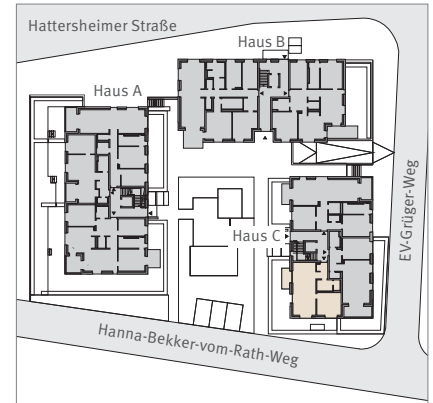 Hattersheimer Straße
Haus B
Haus A
EV-Grüger-Weg
Haus C
Hanna-Bekker-vom-Rath-Weg